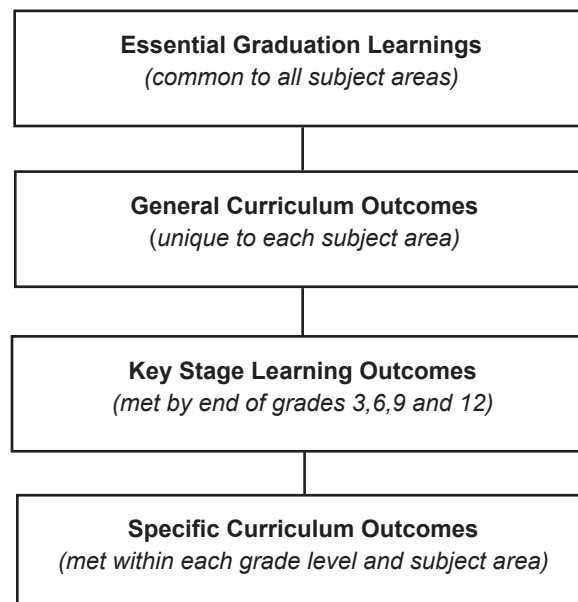 Essential Graduation Learnings
(common to all subject areas)
General Curriculum Outcomes
(unique to each subject area)
Key Stage Learning Outcomes
(met by end of grades 3,6,9 and 12)
Specific Curriculum Outcomes
(met within each grade level and subject area)